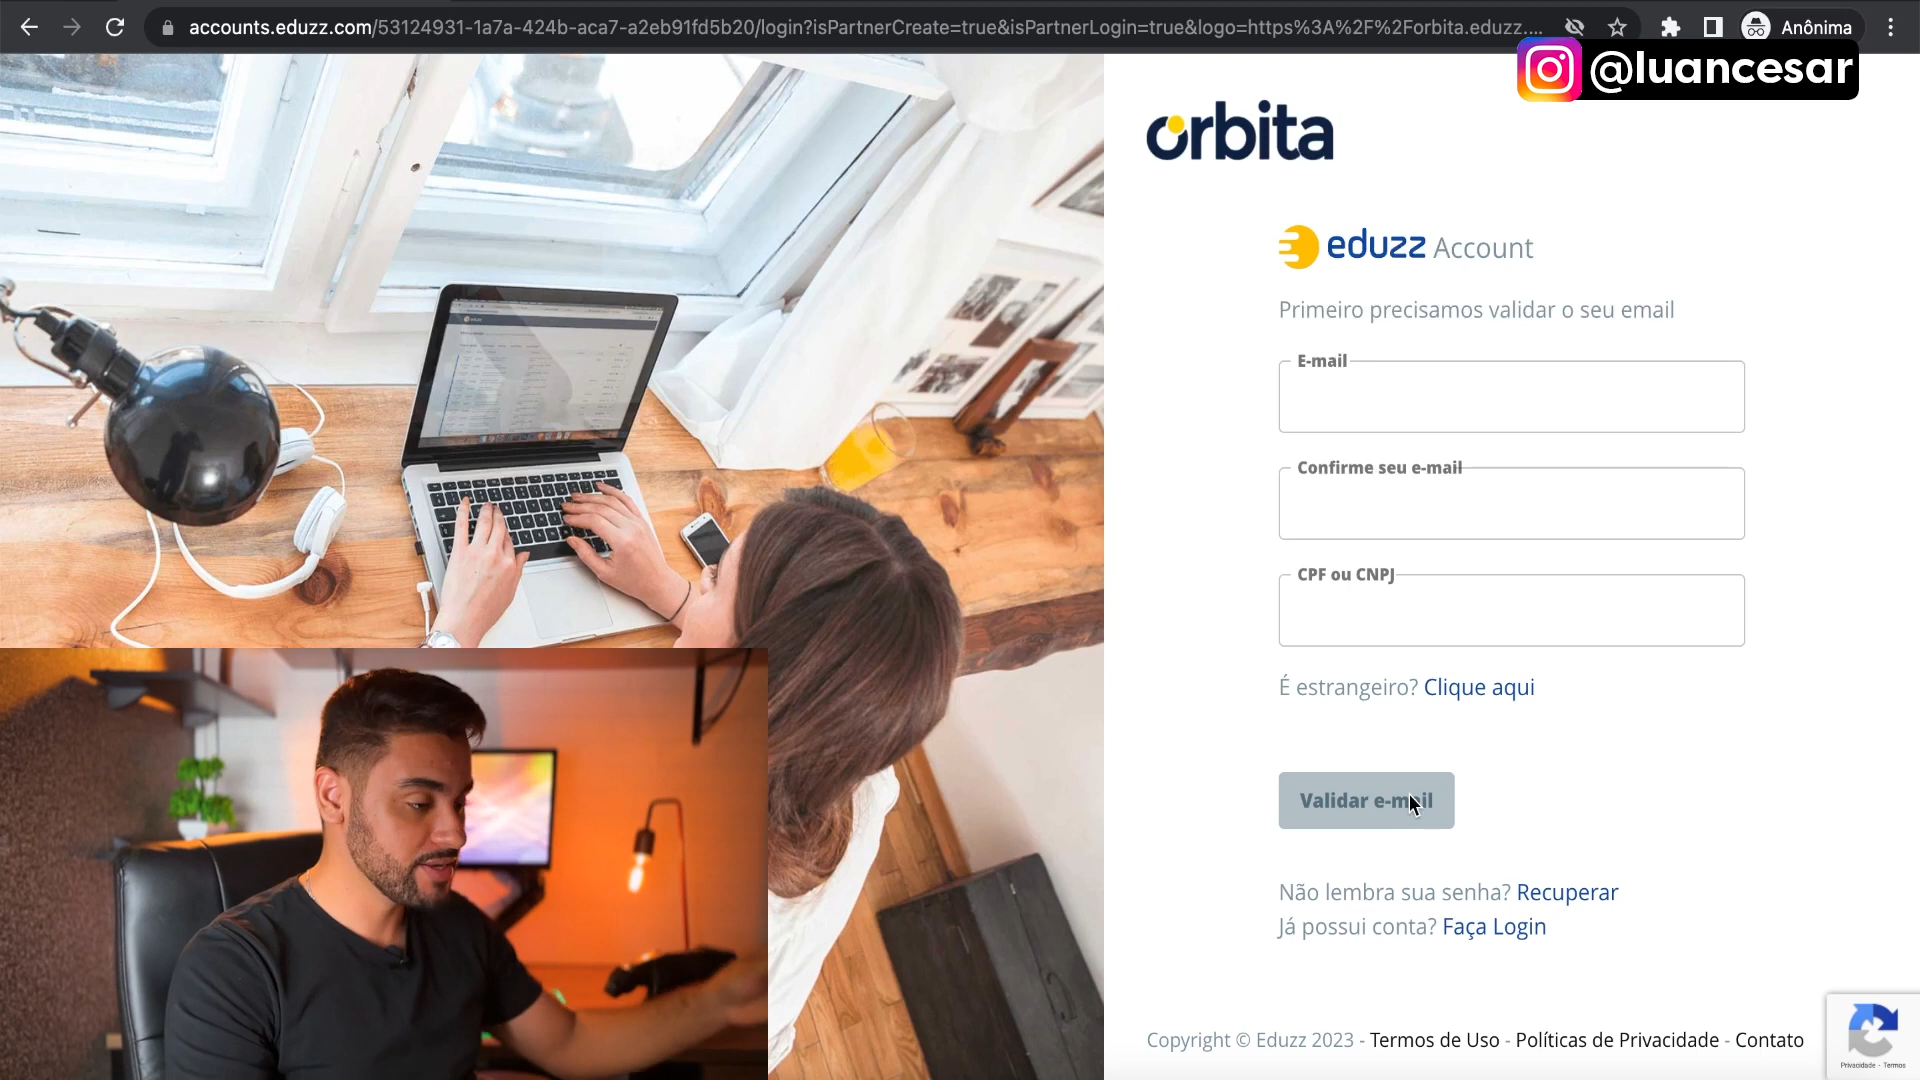 accounts.eduzz.com/53124931-1a7a-424b-aca7-a2eb91fd5b20/login?isPartnerCreate=true&isPartnerLogin=true&logo=https%3A%2F%2Forbita.eduzz....
Anônima
@luancesar
orbita
eduzz Account
Primeiro precisamos validar o seu email
E-mail
Confirme seu e-mail
CPF ou CNPJ
É estrangeiro? Clique aqui
Validar e-mail
Não lembra sua senha? Recuperar
Já possui conta? Faça Login
Copyright © Eduzz 2023 - Termos de Uso - Políticas de Privacidade - Contato
Privacidade - Termos